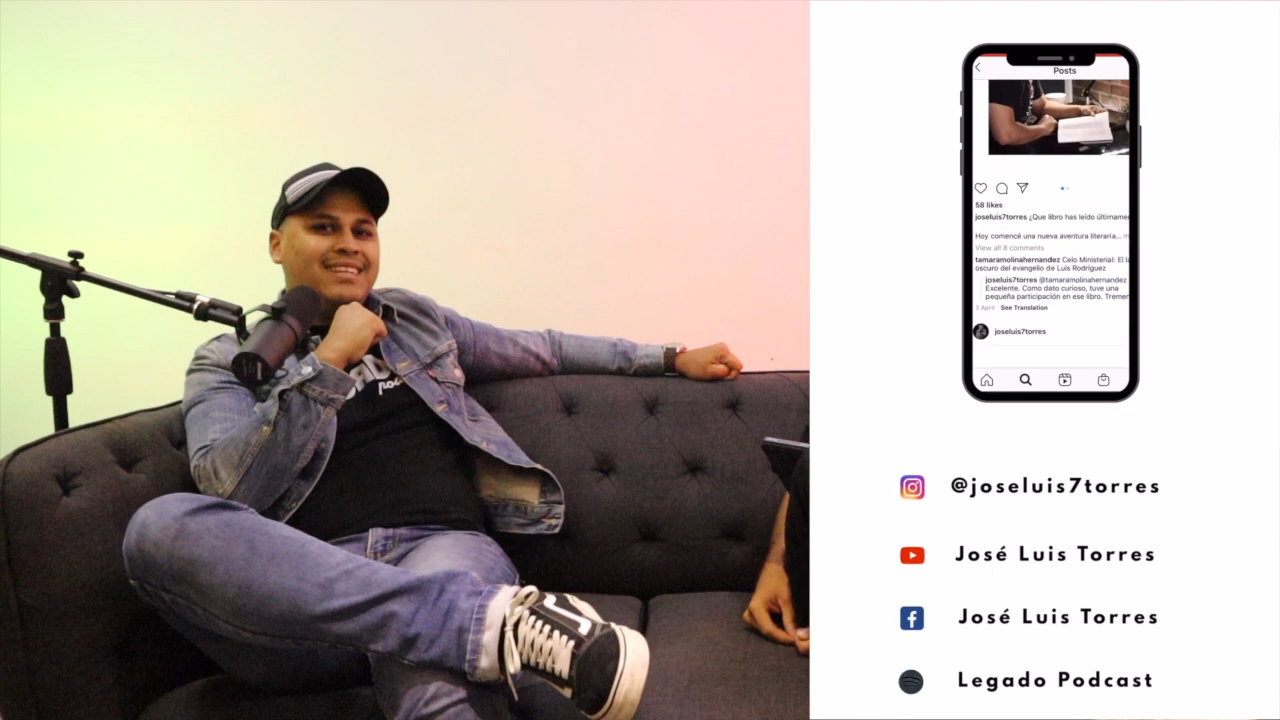 Posts
58 likes
joseluis7torres ¿Que libro has leído últimamen
Hoy comencé una nueva aventura literaria... m
View all 8 comments
tamaramolinahernandez Celo Ministerial: El l
oscuro del evangelio de Luis Rodríguez
joseluis7torres @tamaramolinahernandez
Excelente. Como dato curioso, tuve una
pequeña participación en ese libro. Tremen
3 April See Translation
joseluis7torres
@joseluis7torres
José Luis Torres
José Luis Torres
Legado Podcast